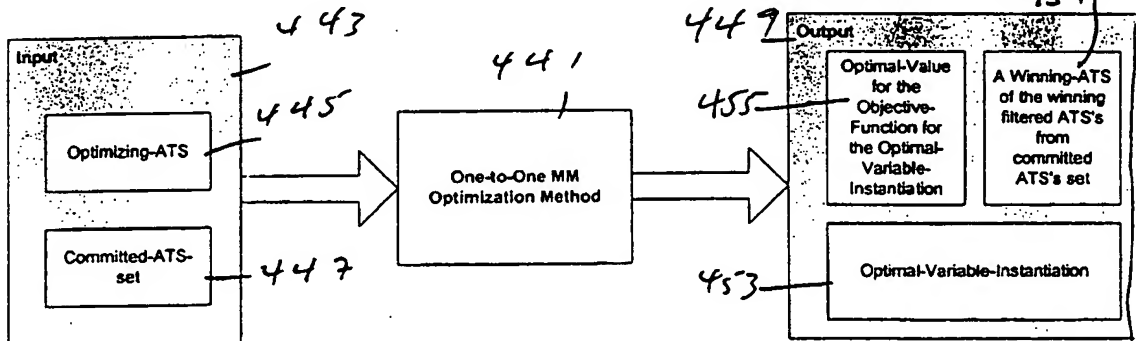 443
Input
445
Optimizing-ATS
Committed-ATS-
set
447
441
One-to-One MM
Optimization Method
449
Output
455
Optimal-Value
for the
Objective-
Function for
the Optimal-
Variable-
Instantiation
A Winning-ATS
of the winning
filtered ATS's
from
committed
ATS's set
453
Optimal-Variable-Instantiation